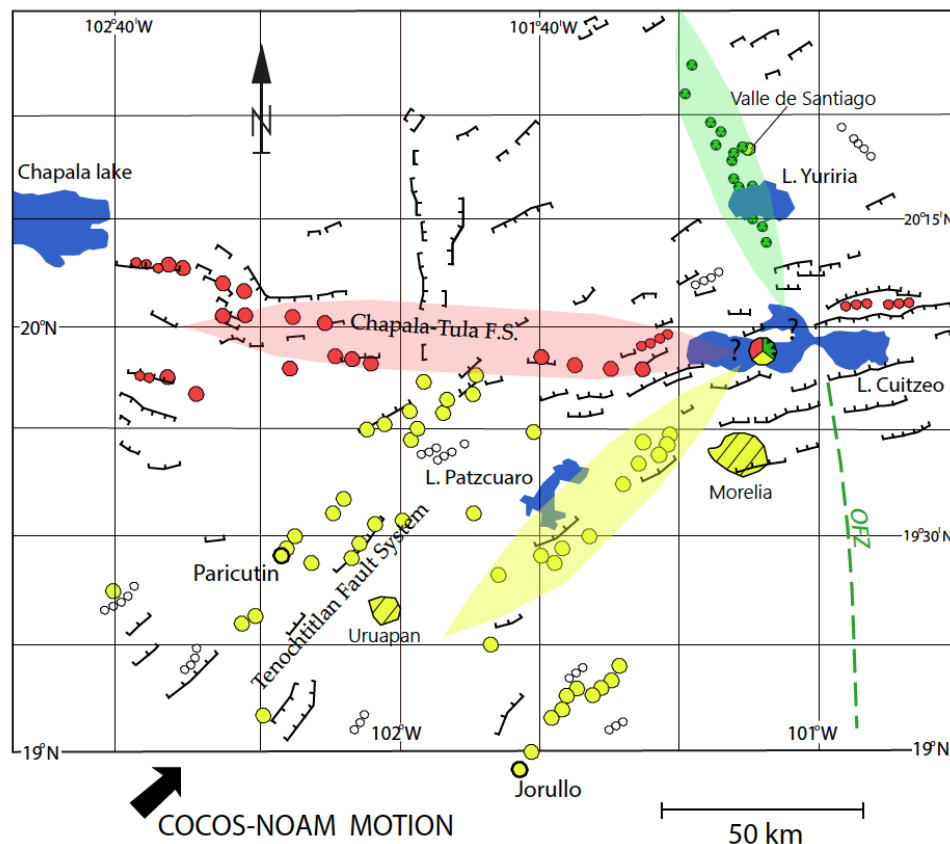 102°40'W
101°40'W
N
Valle de Santiago
Chapala lake
L. Yuriria
20°15'N
20°N
Chapala-Tula F.S.
?
?
L. Cuitzeo
L. Patzcuaro
Morelia
OFZ
19°30'N
Paricutin
Tenochtitlan Fault System
Uruapan
102°W
101°W
19°N
19°N
Jorullo
COCOS-NOAM MOTION
50 km